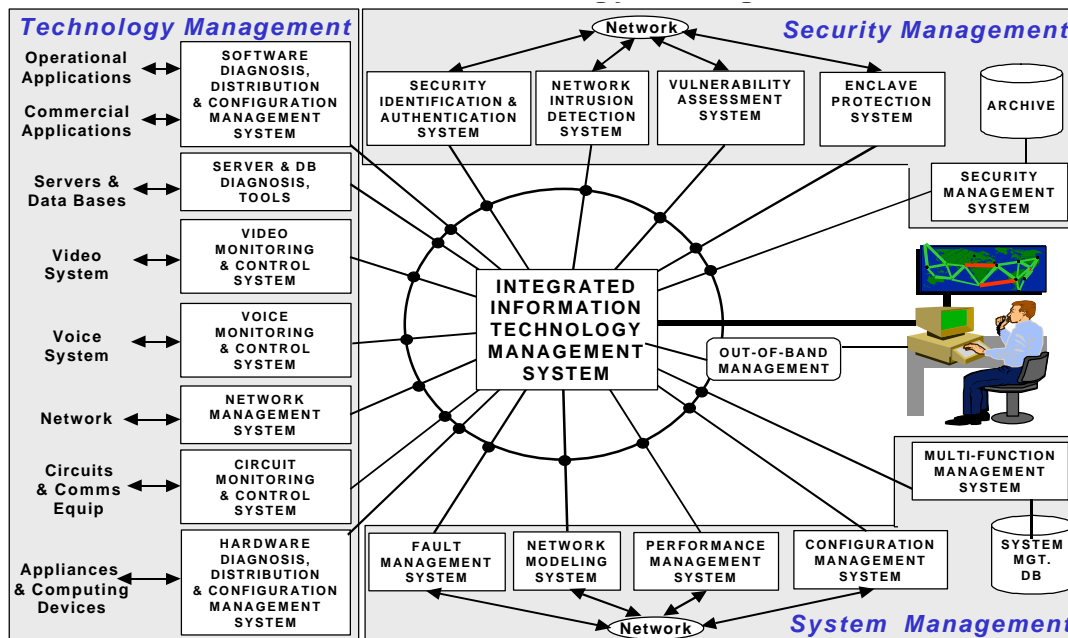 Technology Management
Operational
Applications
Commercial
Applications
SOFTWARE
DIAGNOSIS,
DISTRIBUTION
& CONFIGURATION
MANAGEMENT
SYSTEM
Servers &
Data Bases
SERVER & DB
DIAGNOSIS,
TOOLS
Video
System
VIDEO
MONITORING
& CONTROL
SYSTEM
Voice
System
VOICE
MONITORING
& CONTROL
SYSTEM
Network
NETWORK
MANAGEMENT
SYSTEM
Circuits
& Comms
Equip
CIRCUIT
MONITORING
& CONTROL
SYSTEM
Appliances
& Computing
Devices
HARDWARE
DIAGNOSIS,
DISTRIBUTION
& CONFIGURATION
MANAGEMENT
SYSTEM
Security Management
Network
SECURITY
IDENTIFICATION &
AUTHENTICATION
SYSTEM
NETWORK
INTRUSION
DETECTION
SYSTEM
VULNERABILITY
ASSESSMENT
SYSTEM
ENCLAVE
PROTECTION
SYSTEM
ARCHIVE
SECURITY
MANAGEMENT
SYSTEM
INTEGRATED
INFORMATION
TECHNOLOGY
MANAGEMENT
SYSTEM
OUT-OF-BAND
MANAGEMENT
MULTI-FUNCTION
MANAGEMENT
SYSTEM
SYSTEM
MGT.
DB
FAULT
MANAGEMENT
SYSTEM
NETWORK
MODELING
SYSTEM
PERFORMANCE
MANAGEMENT
SYSTEM
CONFIGURATION
MANAGEMENT
SYSTEM
Network
System Management